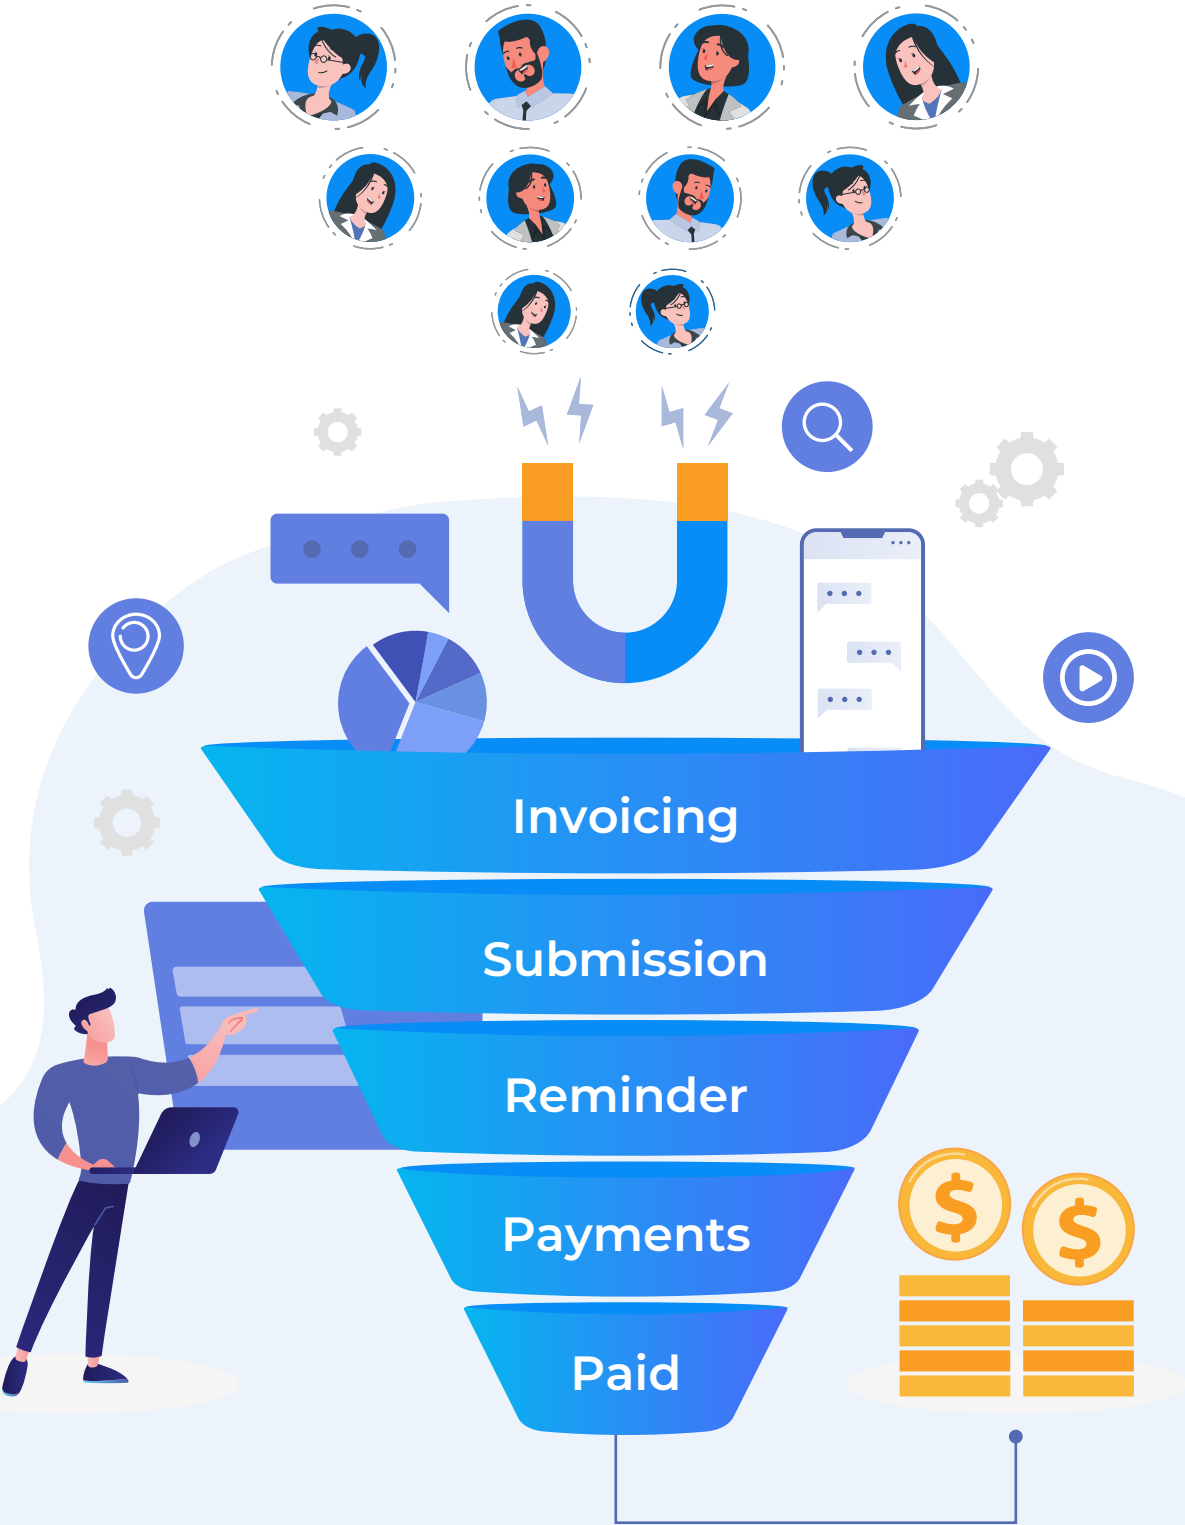 Invoicing
Submission
Reminder
Payments
Paid
$ $